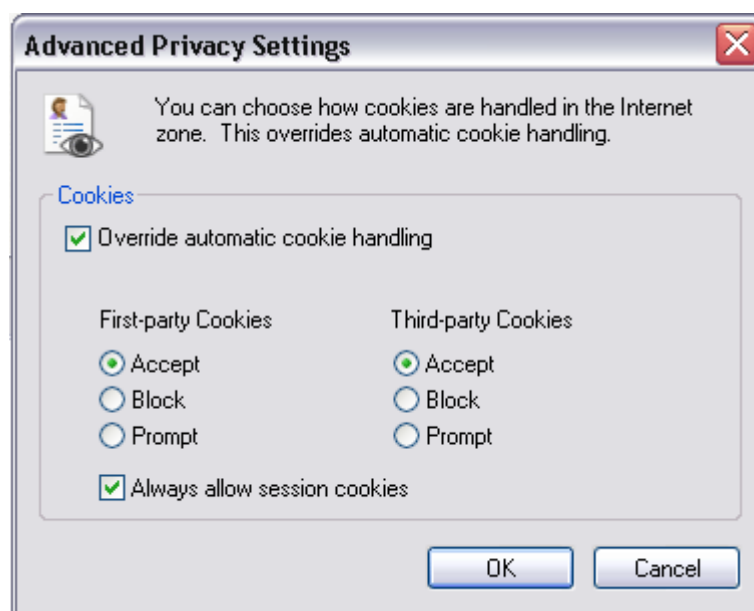 Advanced Privacy Settings
You can choose how cookies are handled in the Internet
zone.  This overrides automatic cookie handling.
Cookies
Override automatic cookie handling
First-party Cookies
Third-party Cookies
Accept
Accept
Block
Block
Prompt
Prompt
Always allow session cookies
OK
Cancel